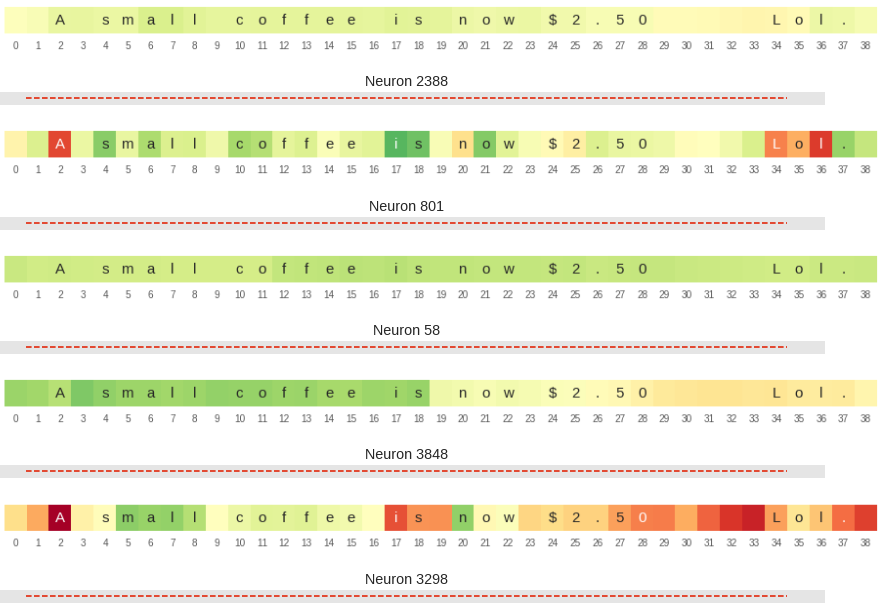 A small coffee is now $2.50 Lol.
0 1 2 3 4 5 6 7 8 9 10 11 12 13 14 15 16 17 18 19 20 21 22 23 24 25 26 27 28 29 30 31 32 33 34 35 36 37 38
Neuron 2388
A small coffee is now $2.50 Lol.
0 1 2 3 4 5 6 7 8 9 10 11 12 13 14 15 16 17 18 19 20 21 22 23 24 25 26 27 28 29 30 31 32 33 34 35 36 37 38
Neuron 801
A small coffee is now $2.50 Lol.
0 1 2 3 4 5 6 7 8 9 10 11 12 13 14 15 16 17 18 19 20 21 22 23 24 25 26 27 28 29 30 31 32 33 34 35 36 37 38
Neuron 58
A small coffee is now $2.50 Lol.
0 1 2 3 4 5 6 7 8 9 10 11 12 13 14 15 16 17 18 19 20 21 22 23 24 25 26 27 28 29 30 31 32 33 34 35 36 37 38
Neuron 3848
A small coffee is now $2.50 Lol.
0 1 2 3 4 5 6 7 8 9 10 11 12 13 14 15 16 17 18 19 20 21 22 23 24 25 26 27 28 29 30 31 32 33 34 35 36 37 38
Neuron 3298